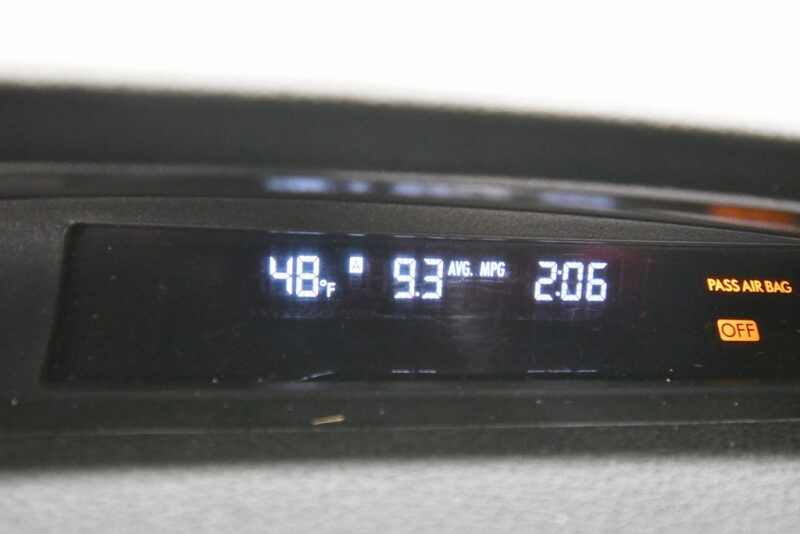 48°F A 9.3 AVG. MPG 2:06
PASS AIR BAG
OFF